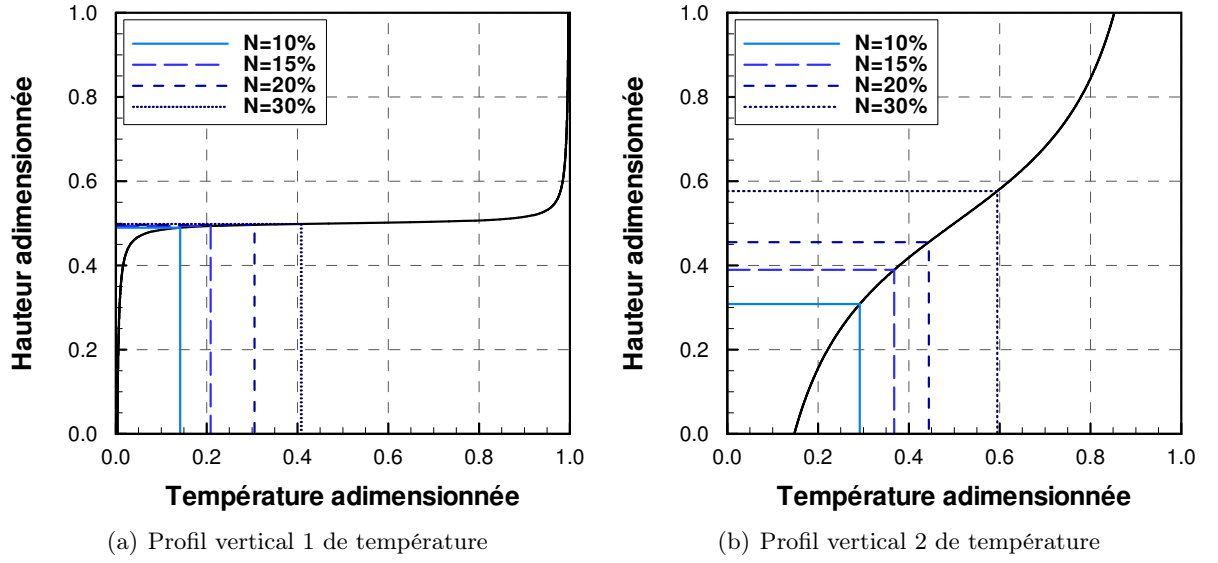 Hauteur adimensionnée
1.0
0.8
0.6
0.4
0.2
0.0
N=10%
N=15%
N=20%
N=30%
0.0 0.2 0.4 0.6 0.8 1.0
Température adimensionnée
(a) Profil vertical 1 de température
Hauteur adimensionnée
1.0
0.8
0.6
0.4
0.2
0.0
N=10%
N=15%
N=20%
N=30%
0.0 0.2 0.4 0.6 0.8 1.0
Température adimensionnée
(b) Profil vertical 2 de température